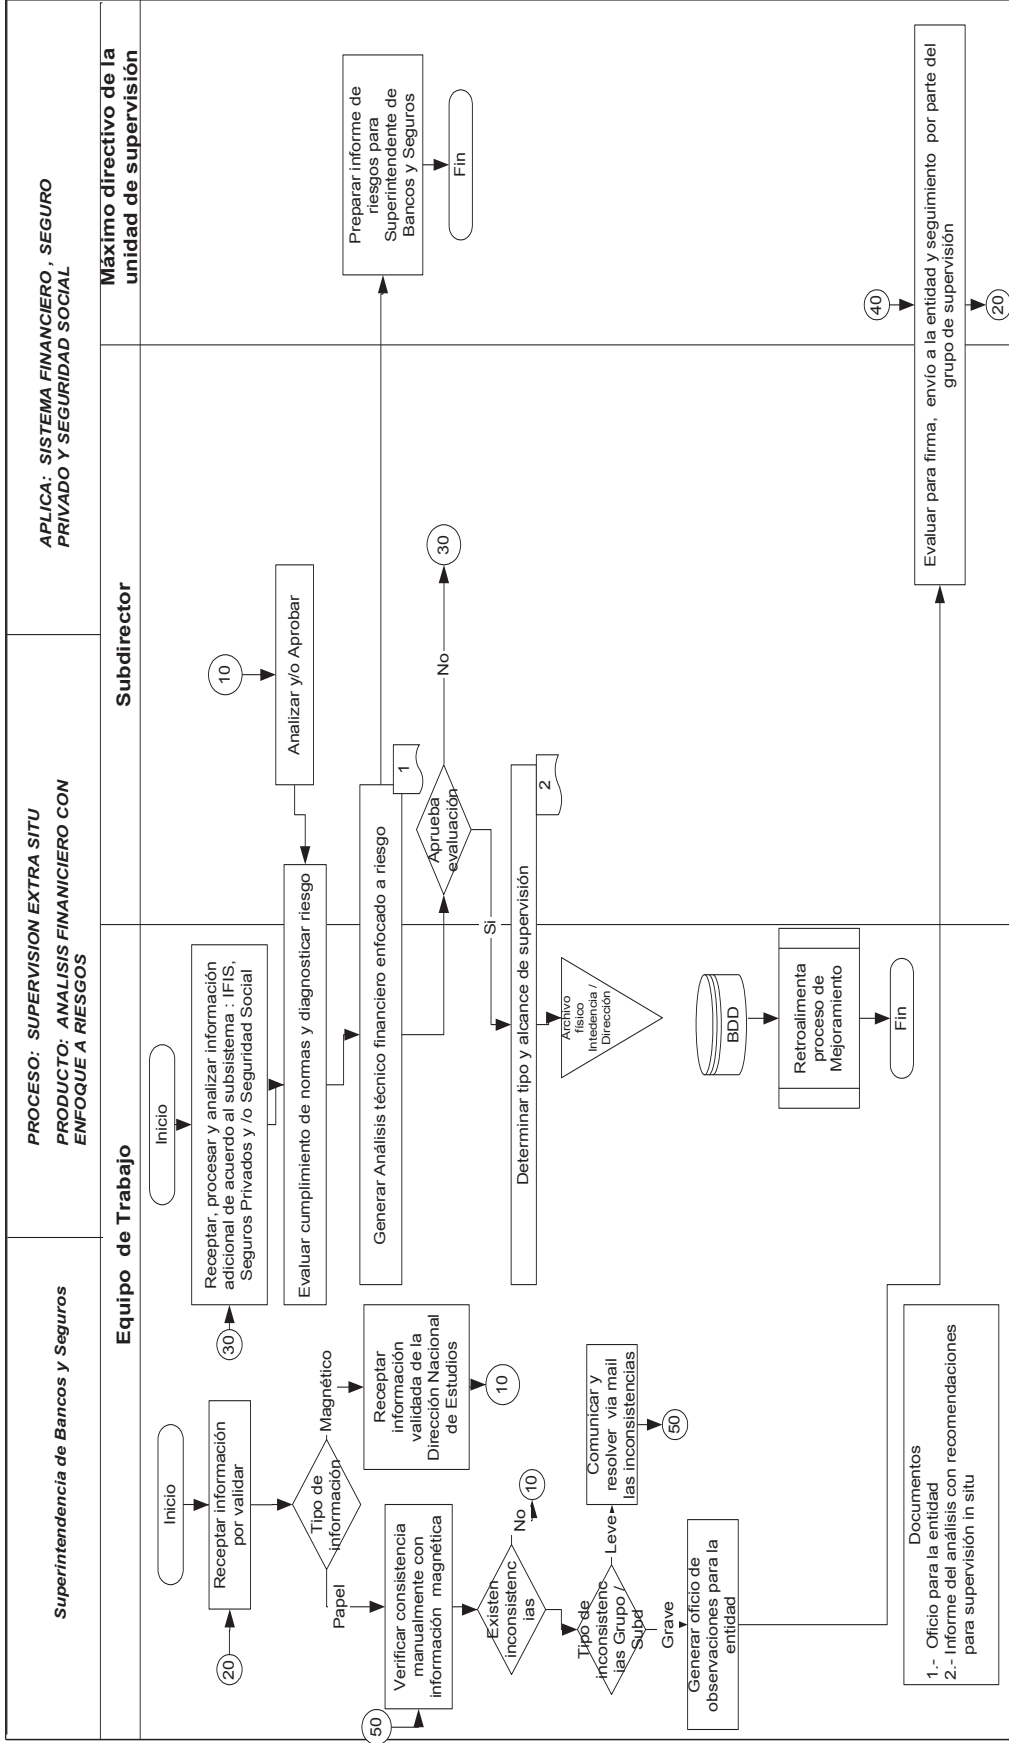 Superintendencia de Bancos y Seguros
PROCESO: SUPERVISION EXTRA SITU
PRODUCTO: ANALISIS FINANICIERO CON
ENFOQUE A RIESGOS
APLICA: SISTEMA FINANCIERO , SEGURO
PRIVADO Y SEGURIDAD SOCIAL
Equipo de Trabajo
Subdirector
Máximo directivo de la
unidad de supervisión
Inicio
20
Receptar información
por validar
Tipo de
información
Papel
Magnético
50
Verificar consistencia
manualmente con
información magnética
Receptar
información
validada de la
Dirección Nacional
de Estudios
10
Existen
inconsistenc
ias
No
10
Tipo de
inconsistenc
ias Grupo /
Subd
Leve
Comunicar y
resolver via mail
las inconsistencias
50
Grave
Generar oficio de
observaciones para la
entidad
Inicio
30
Receptar, procesar y analizar información
adicional de acuerdo al subsistema : IFIS,
Seguros Privados y /o Seguridad Social
10
Analizar y/o Aprobar
Evaluar cumplimiento de normas y diagnosticar riesgo
Generar Análisis técnico financiero enfocado a riesgo
1
Preparar informe de
riesgos para
Superintendente de
Bancos y Seguros
Fin
Aprueba
evaluación
No
30
Si
Determinar tipo y alcance de supervisión
2
Archivo
físico
Intedencia /
Dirección
BDD
Retroalimenta
proceso de
Mejoramiento
Fin
40
Evaluar para firma, envío a la entidad y seguimiento por parte del
grupo de supervisión
20
Documentos
1.- Oficio para la entidad
2.- Informe del análisis con recomendaciones
para supervisión in situ